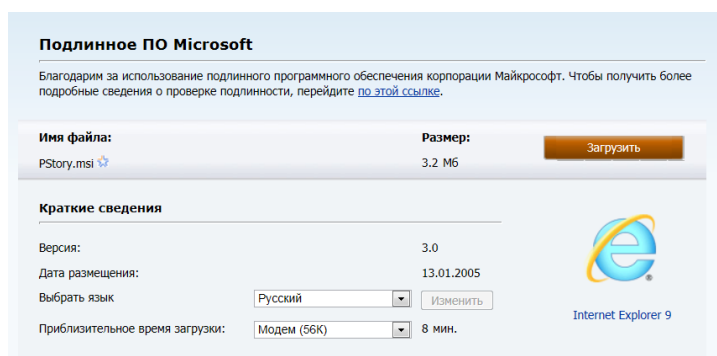 Подлинное ПО Microsoft
Благодарим за использование подлинного программного обеспечения корпорации Майкрософт. Чтобы получить более
подробные сведения о проверке подлинности, перейдите по этой ссылке.
Имя файла: Размер:
Загрузить
PStory.msi 3.2 Мб
Краткие сведения
Версия: 3.0
Дата размещения: 13.01.2005
Выбрать язык Русский Изменить
Internet Explorer 9
Приблизительное время загрузки: Модем (56K) 8 мин.